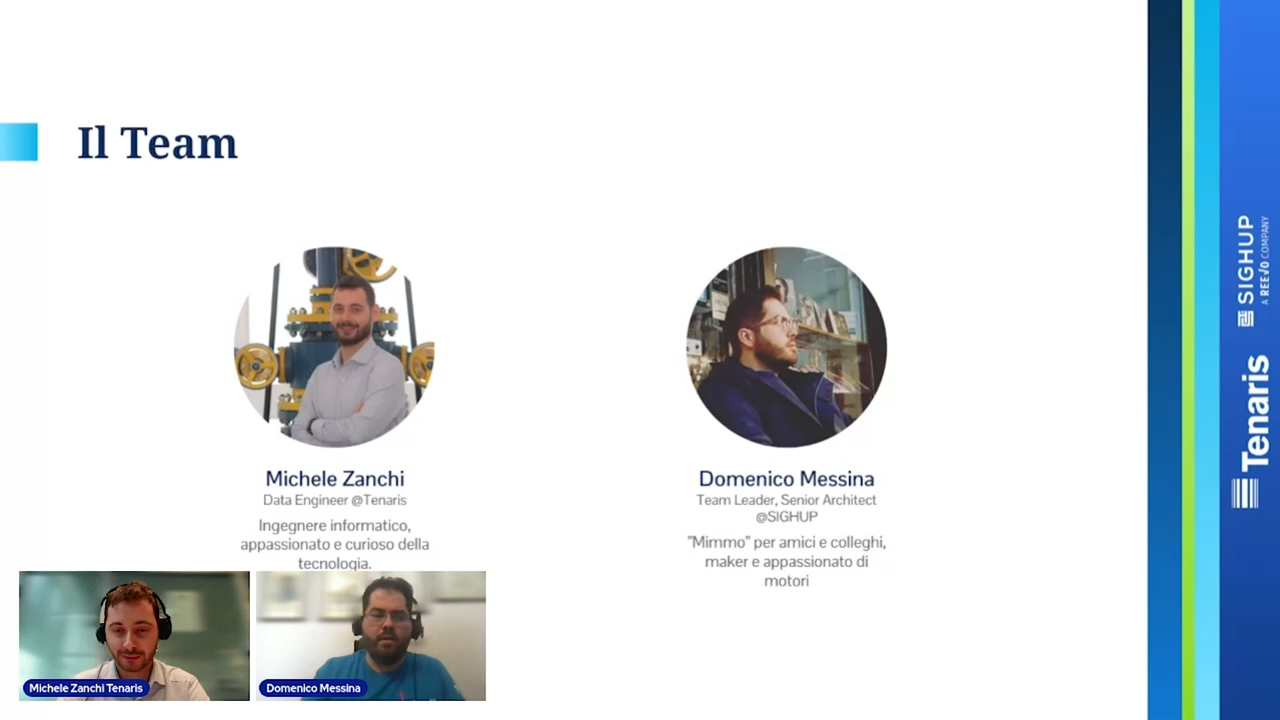 Il Team
Michele Zanchi
Data Engineer @Tenaris
Ingegnere informatico,
appassionato e curioso della
tecnologia.
Domenico Messina
Team Leader, Senior Architect
@SIGHUP
"Mimmo" per amici e colleghi,
maker e appassionato di
motori
Michele Zanchi Tenaris
Domenico Messina
SIGHUP
A REEVO COMPANY
Tenaris